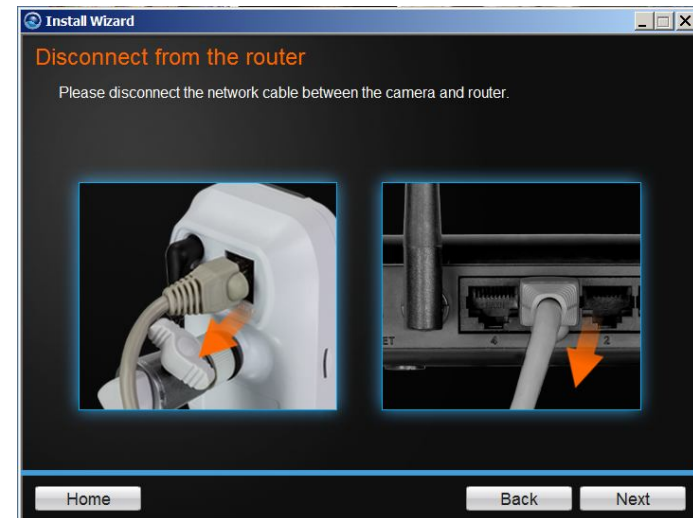 Install Wizard
Disconnect from the router
Please disconnect the network cable between the camera and router.
ET
4
2
Home
Back
Next